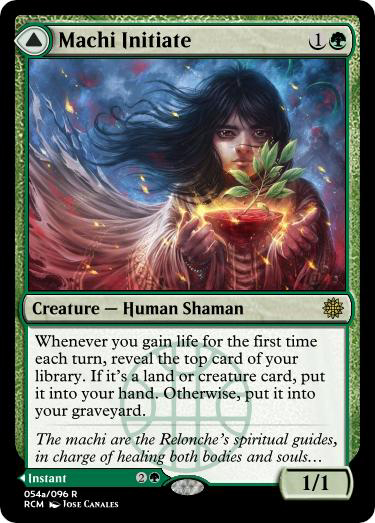 Machi Initiate 1
Creature — Human Shaman
Whenever you gain life for the first time
each turn, reveal the top card of your
library. If it's a land or creature card, put
it into your hand. Otherwise, put it into
your graveyard.
The machi are the Relonche's spiritual guides,
in charge of healing both bodies and souls…
Instant 2
1/1
054a/096 R
RCM Jose Canales